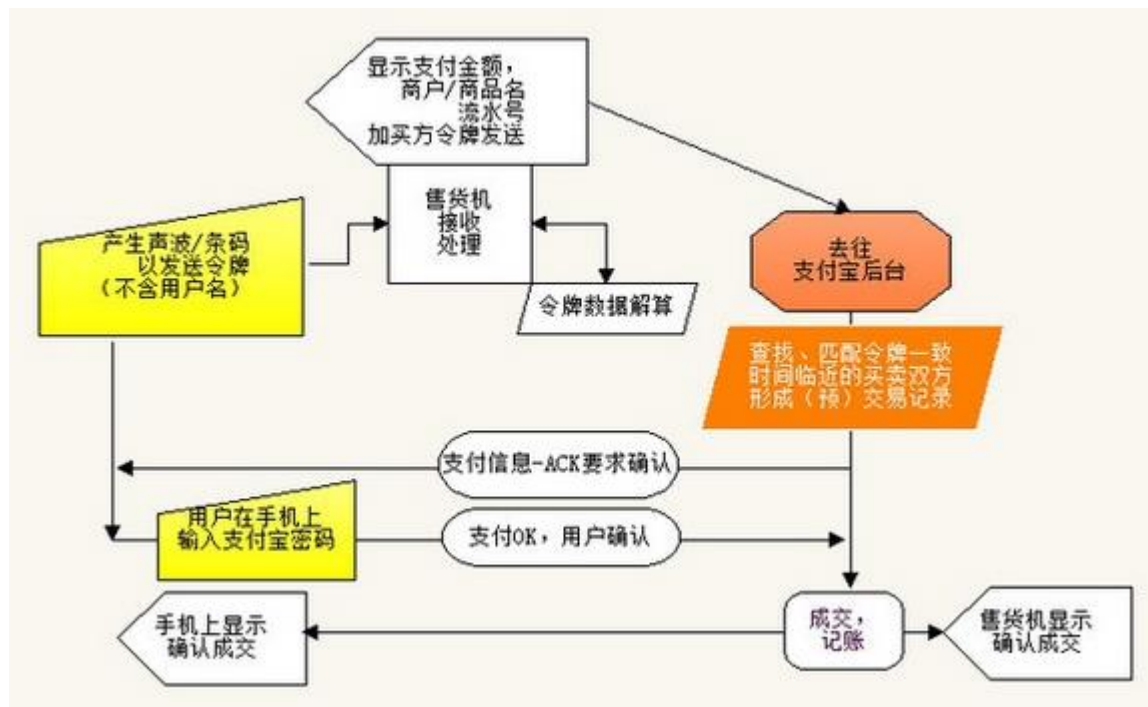 显示支付金额，
商户/商品名
流水号
加买方令牌发送
售货机
接收
处理
产生声波/条码
以发送令牌
（不含用户名）
令牌数据解算
去往
支付宝后台
查找、匹配令牌一致
时间临近的买卖双方
形成（预）交易记录
支付信息-ACK要求确认
用户在手机上
输入支付宝密码
支付OK，用户确认
手机上显示
确认成交
成交，
记账
售货机显示
确认成交